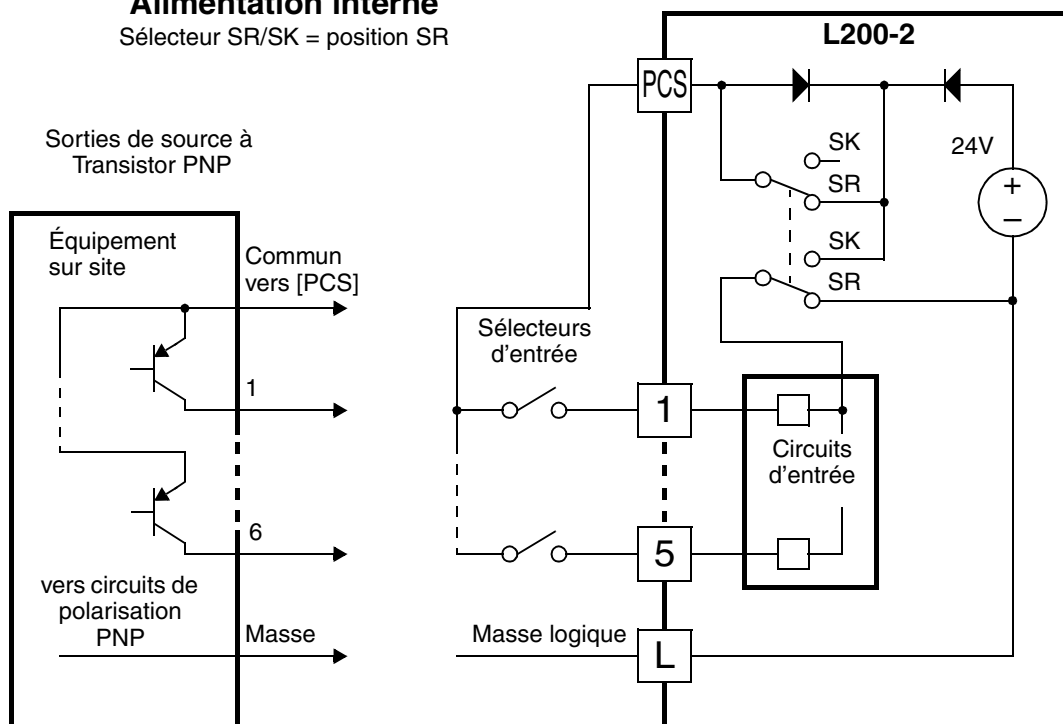 Alimentation interne
Sélecteur SR/SK = position SR
L200-2
PCS
Sorties de source à
Transistor PNP
SK
SR
24V
+
–
SK
SR
Équipement
sur site
Commun
vers [PCS]
Sélecteurs
d'entrée
1
1
Circuits
d'entrée
6
5
vers circuits de
polarisation
PNP
Masse
Masse logique
L